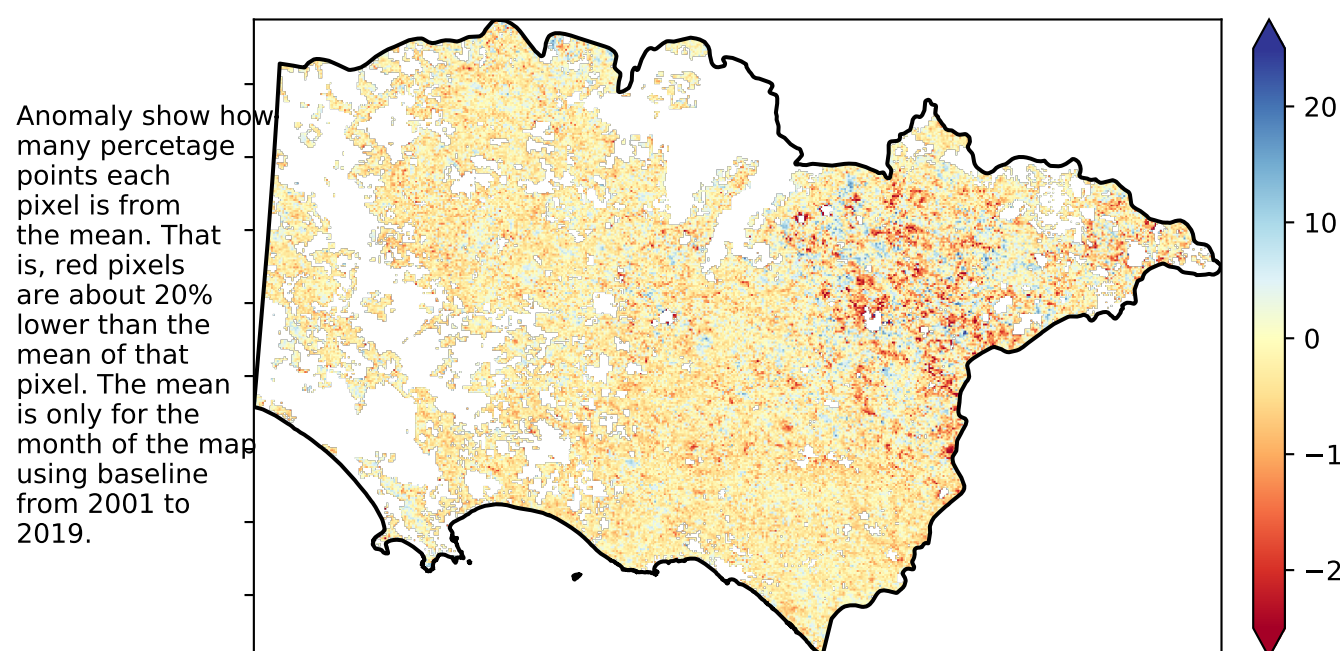 Anomaly show how
many percetage
points each
pixel is from
the mean. That
is, red pixels
are about 20%
lower than the
mean of that
pixel. The mean
is only for the
month of the map
using baseline
from 2001 to
2019.
20
10
0
−1
−2